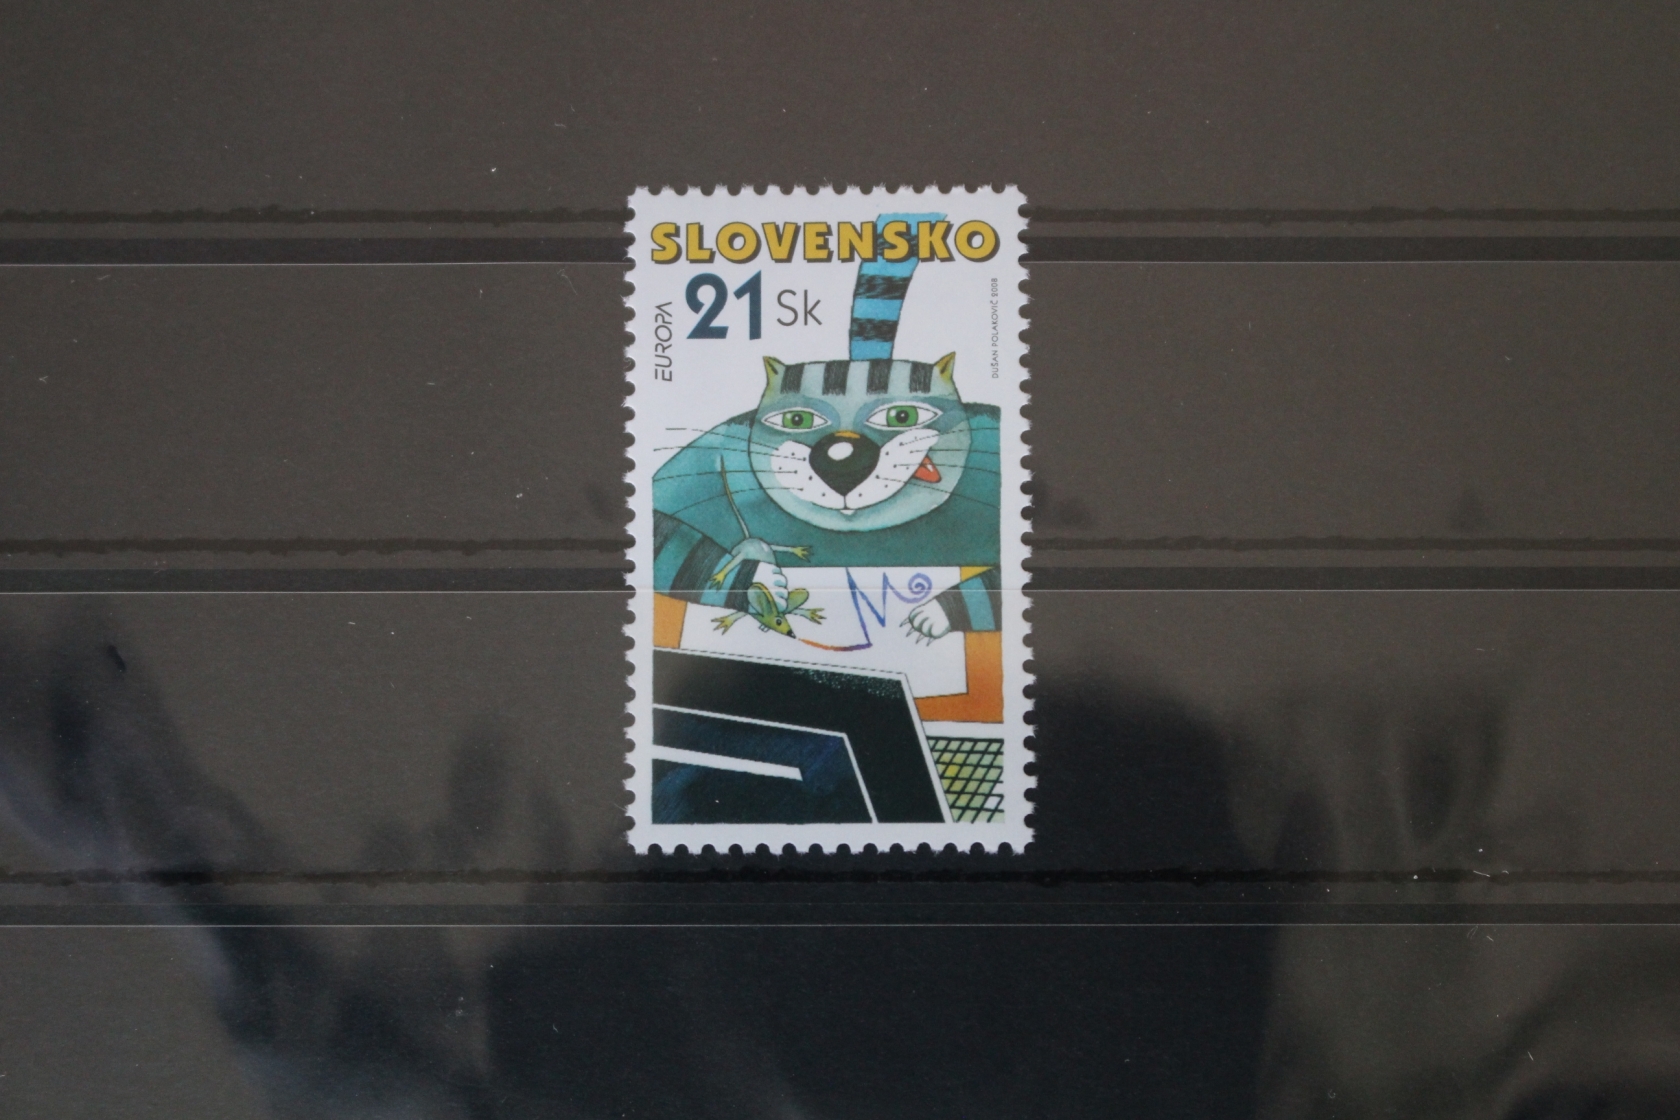 SLOVENSKO
21 Sk
EUROPA
DUŠAN POLAKOVIČ 2008